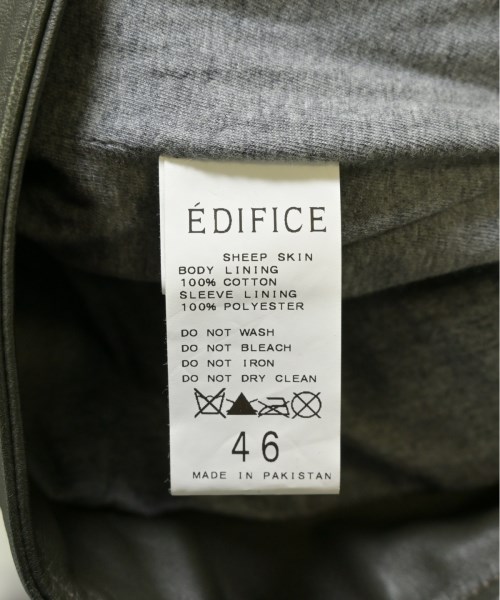 ÉDIFICE
SHEEP SKIN
BODY LINING
100% COTTON
SLEEVE LINING
100% POLYESTER
DO NOT WASH
DO NOT BLEACH
DO NOT IRON
DO NOT DRY CLEAN
46
MADE IN PAKISTAN